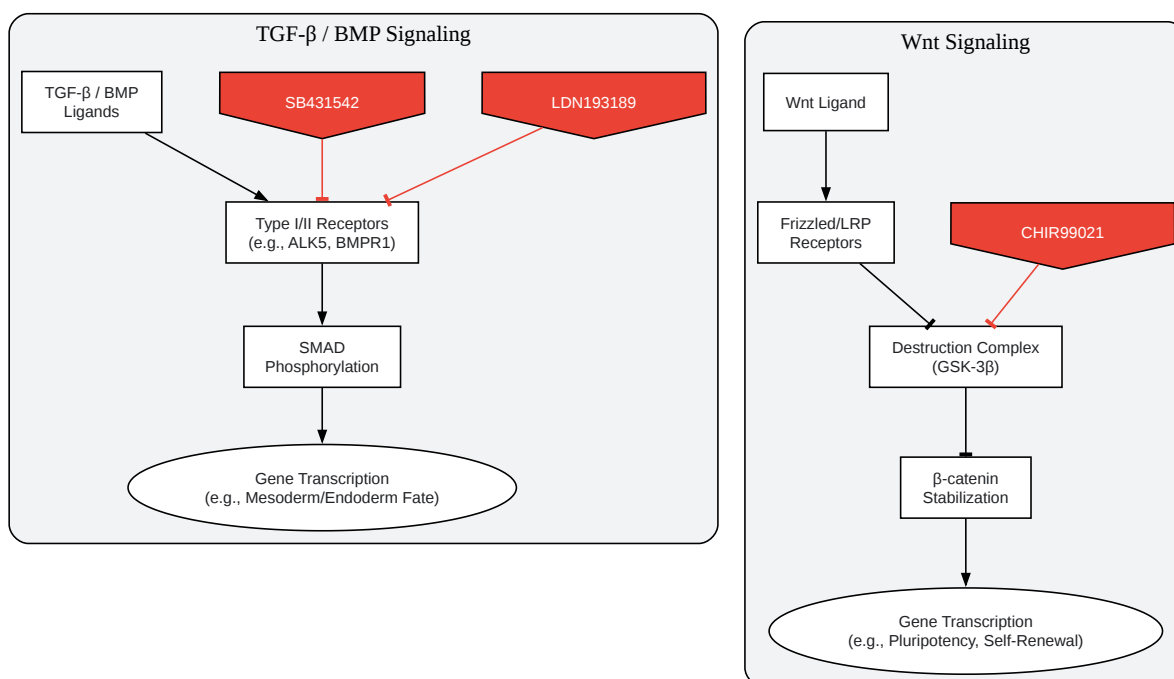 TGF-β / BMP Signaling
TGF-β / BMP
Ligands
SB431542
LDN193189
Type I/II Receptors
(e.g., ALK5, BMPR1)
SMAD
Phosphorylation
Gene Transcription
(e.g., Mesoderm/Endoderm Fate)
Wnt Signaling
Wnt Ligand
Frizzled/LRP
Receptors
CHIR99021
Destruction Complex
(GSK-3β)
β-catenin
Stabilization
Gene Transcription
(e.g., Pluripotency, Self-Renewal)